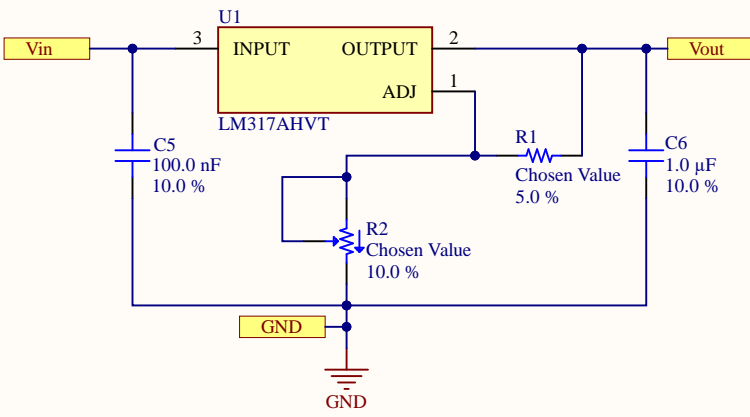 U1
Vin
3
INPUT
OUTPUT
2
Vout
ADJ
1
LM317AHVT
C5
100.0 nF
10.0 %
R1
Chosen Value
5.0 %
C6
1.0 µF
10.0 %
R2
Chosen Value
10.0 %
GND
GND